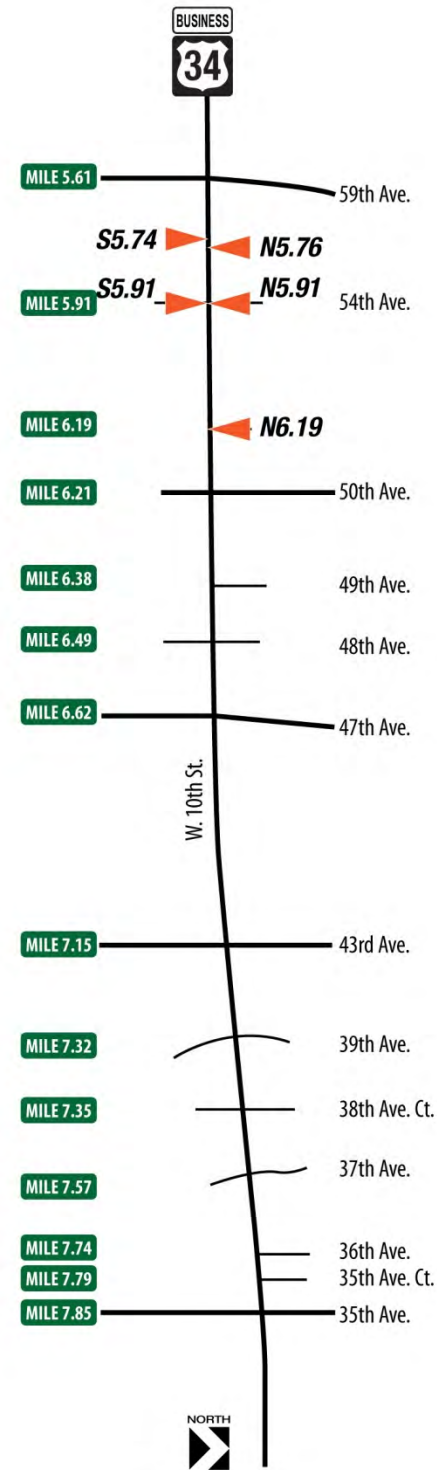 BUSINESS
34
MILE 5.61
59th Ave.
S5.74
N5.76
S5.91
N5.91
MILE 5.91
54th Ave.
MILE 6.19
N6.19
MILE 6.21
50th Ave.
MILE 6.38
49th Ave.
MILE 6.49
48th Ave.
MILE 6.62
47th Ave.
W. 10th St.
MILE 7.15
43rd Ave.
MILE 7.32
39th Ave.
MILE 7.35
38th Ave. Ct.
MILE 7.57
37th Ave.
MILE 7.74
36th Ave.
MILE 7.79
35th Ave. Ct.
MILE 7.85
35th Ave.
NORTH